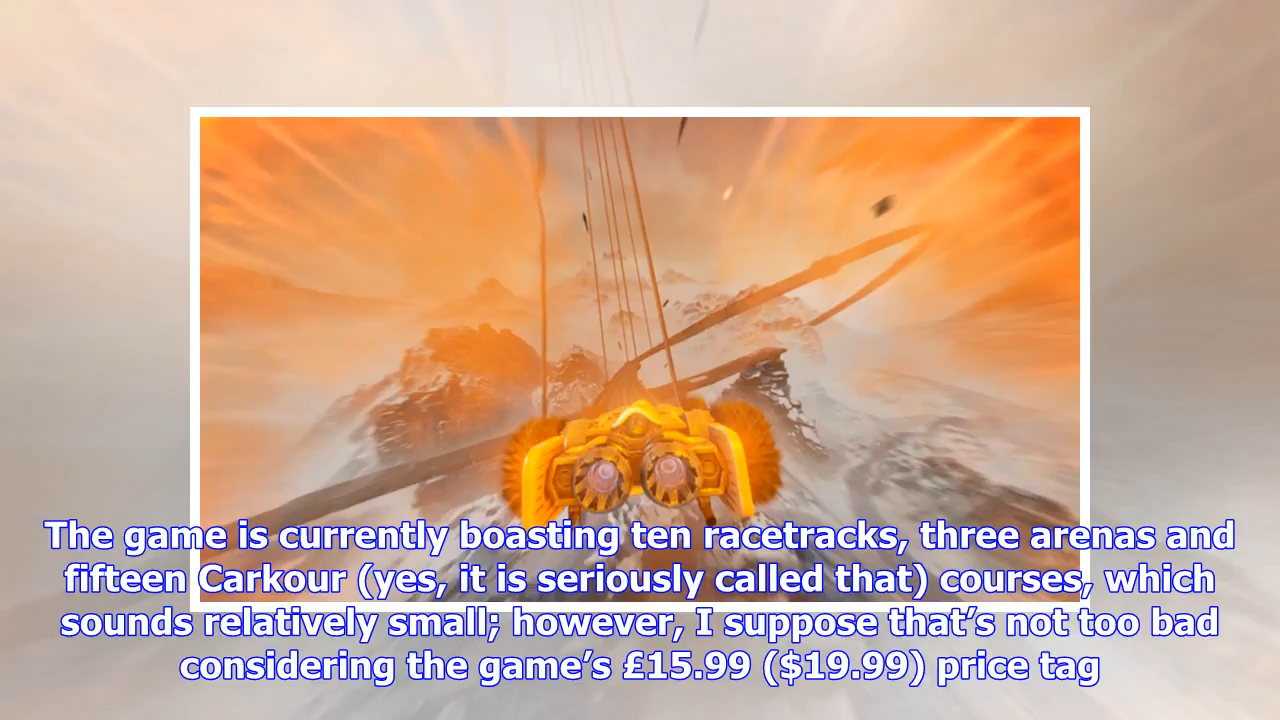 The game is currently boasting ten racetracks, three arenas and
fifteen Carkour (yes, it is seriously called that) courses, which
sounds relatively small; however, I suppose that’s not too bad
considering the game’s £15.99 ($19.99) price tag